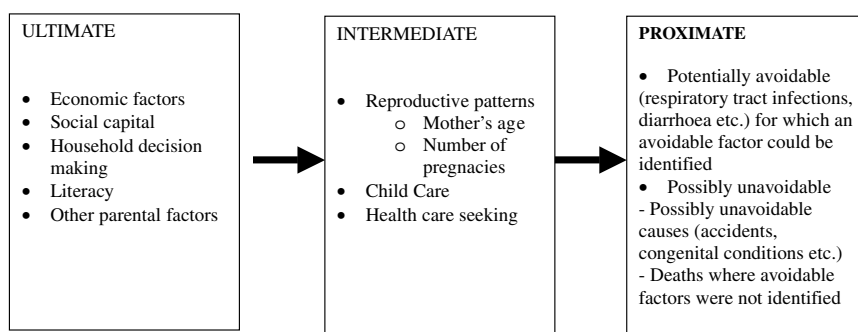 ULTIMATE
• Economic factors
• Social capital
• Household decision
making
• Literacy
• Other parental factors
INTERMEDIATE
• Reproductive patterns
o Mother's age
o Number of
pregnacies
• Child Care
• Health care seeking
PROXIMATE
• Potentially avoidable
(respiratory tract infections,
diarrhoea etc.) for which an
avoidable factor could be
identified
• Possibly unavoidable
- Possibly unavoidable
causes (accidents,
congenital conditions etc.)
- Deaths where avoidable
factors were not identified